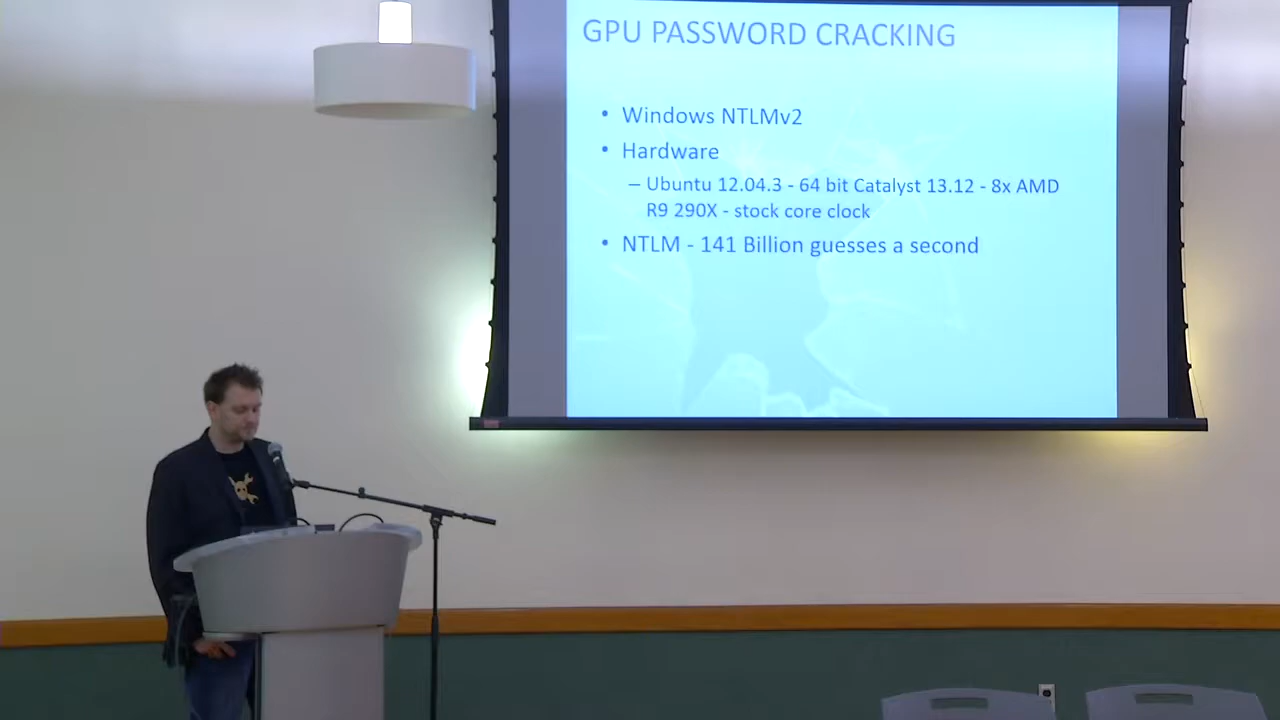 GPU PASSWORD CRACKING
• Windows NTLMv2
• Hardware
– Ubuntu 12.04.3 - 64 bit Catalyst 13.12 - 8x AMD
R9 290X - stock core clock
• NTLM - 141 Billion guesses a second